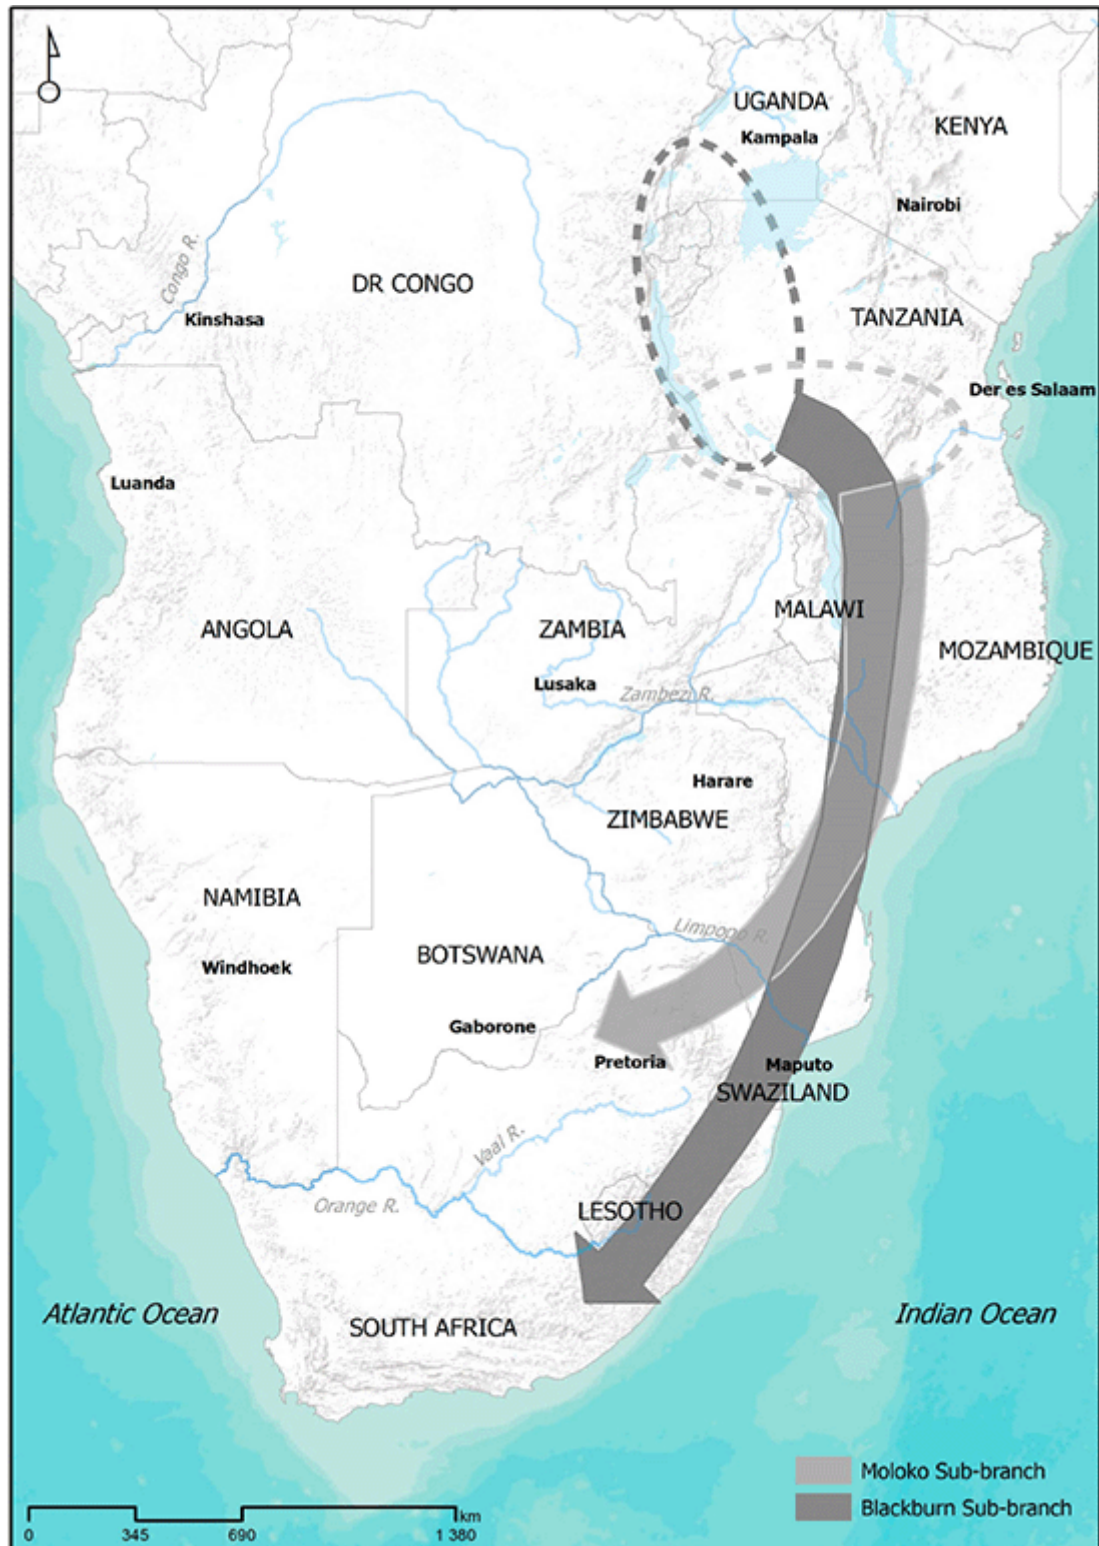 UGANDA
Kampala
KENYA
Nairobi
Congo R.
DR CONGO
Kinshasa
TANZANIA
Der es Salaam
Luanda
ANGOLA
ZAMBIA
MALAWI
MOZAMBIQUE
Lusaka
Zambezi R.
Harare
ZIMBABWE
NAMIBIA
Windhoek
BOTSWANA
Limpopo R.
Gaborone
Pretoria
Maputo
SWAZILAND
Vaal R.
Orange R.
LESOTHO
Atlantic Ocean
SOUTH AFRICA
Indian Ocean
Moloko Sub-branch
Blackburn Sub-branch
km
0 345 690 1 380